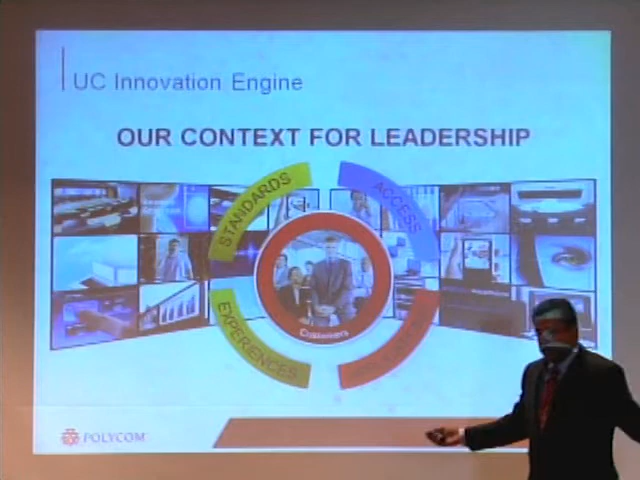 UC Innovation Engine
OUR CONTEXT FOR LEADERSHIP
STANDARDS
ACCESS
EXPERIENCES
Customers
POLYCOM